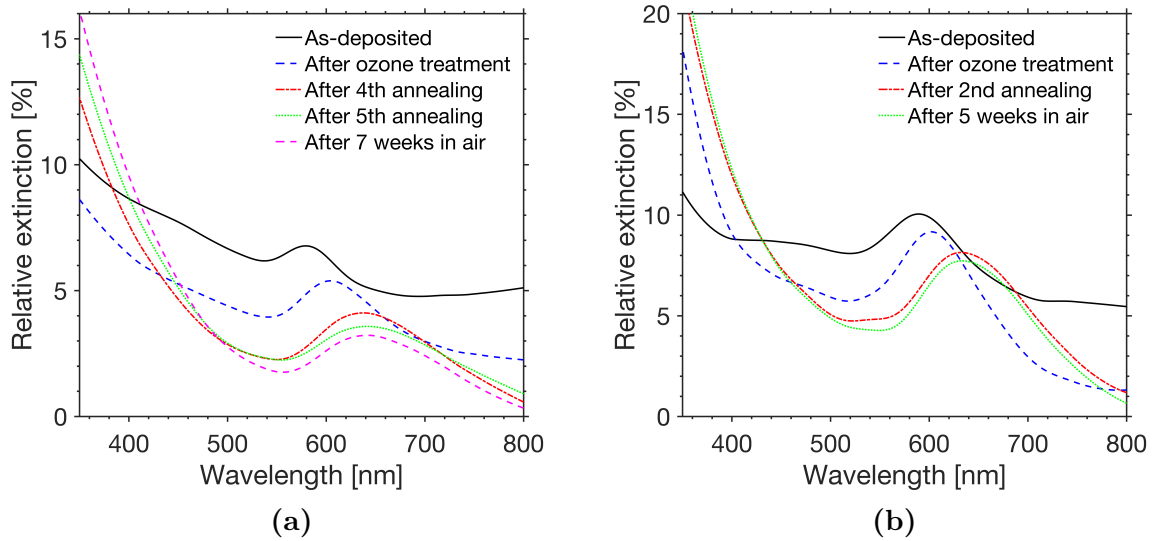 15
10
5
0
Relative extinction [%]
As-deposited
After ozone treatment
After 4th annealing
After 5th annealing
After 7 weeks in air
400 500 600 700 800
Wavelength [nm]
(a)
20
15
10
5
0
Relative extinction [%]
As-deposited
After ozone treatment
After 2nd annealing
After 5 weeks in air
400 500 600 700 800
Wavelength [nm]
(b)